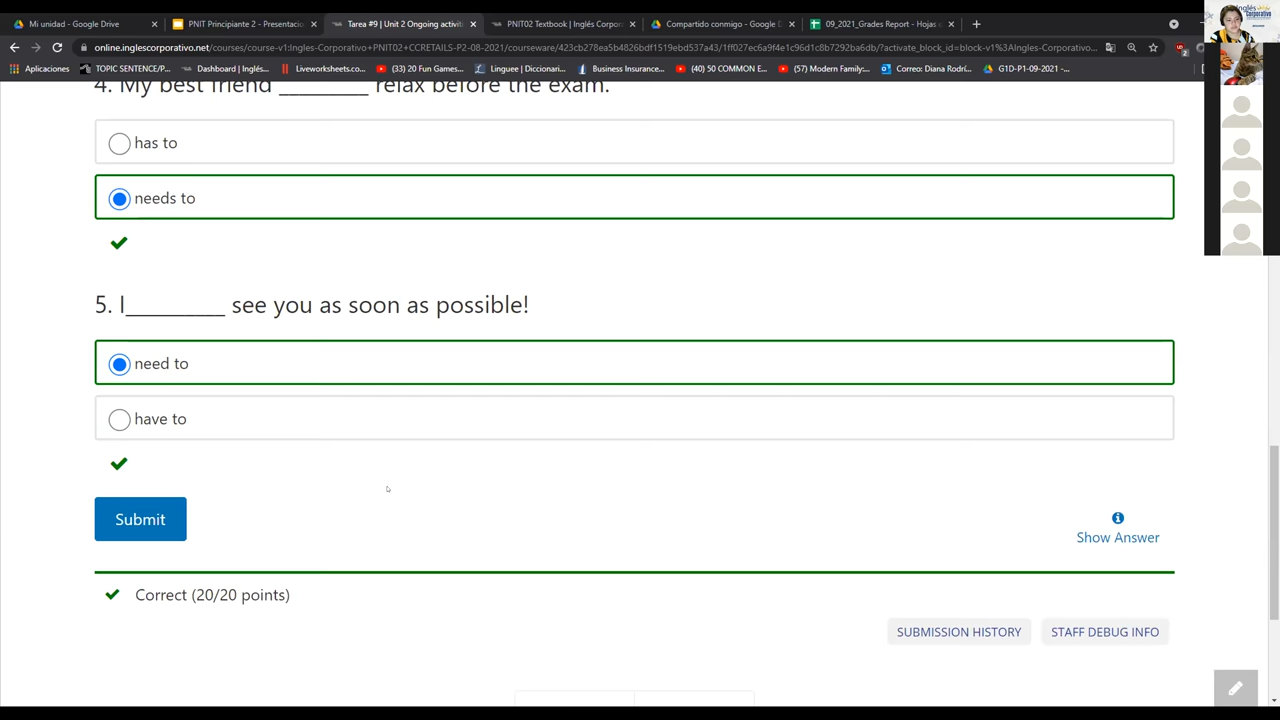 Mi unidad - Google Drive
PNIT Principiante 2 - Presentacio
Tarea #9 | Unit 2 Ongoing activiti
PNIT02 Textbook | Inglés Corpor
Compartido conmigo - Google D
09_2021_Grades Report - Hojas d
online.inglescorporativo.net/courses/course-v1:Ingles-Corporativo+PNIT02+CCRETAILS-P2-08-2021/courseware/423cb278ea5b4826bdf1519ebd537a43/1ff027ec6a9f4e1c96d1c8b7292ba6db/?activate_block_id=block-v1%3AIngles-Corporativo...
Aplicaciones
TOPIC SENTENCE/P...
Dashboard | Inglés...
Liveworksheets.co...
(33) 20 Fun Games...
Linguee | Diccionai...
Business Insurance...
(40) 50 COMMON E...
(57) Modern Family:...
Correo: Diana Rodrí...
G1D-P1-09-2021 -...
4. My best friend _________ relax before the exam.
has to
needs to
5. I_________ see you as soon as possible!
need to
have to
Submit
Show Answer
Correct (20/20 points)
SUBMISSION HISTORY
STAFF DEBUG INFO